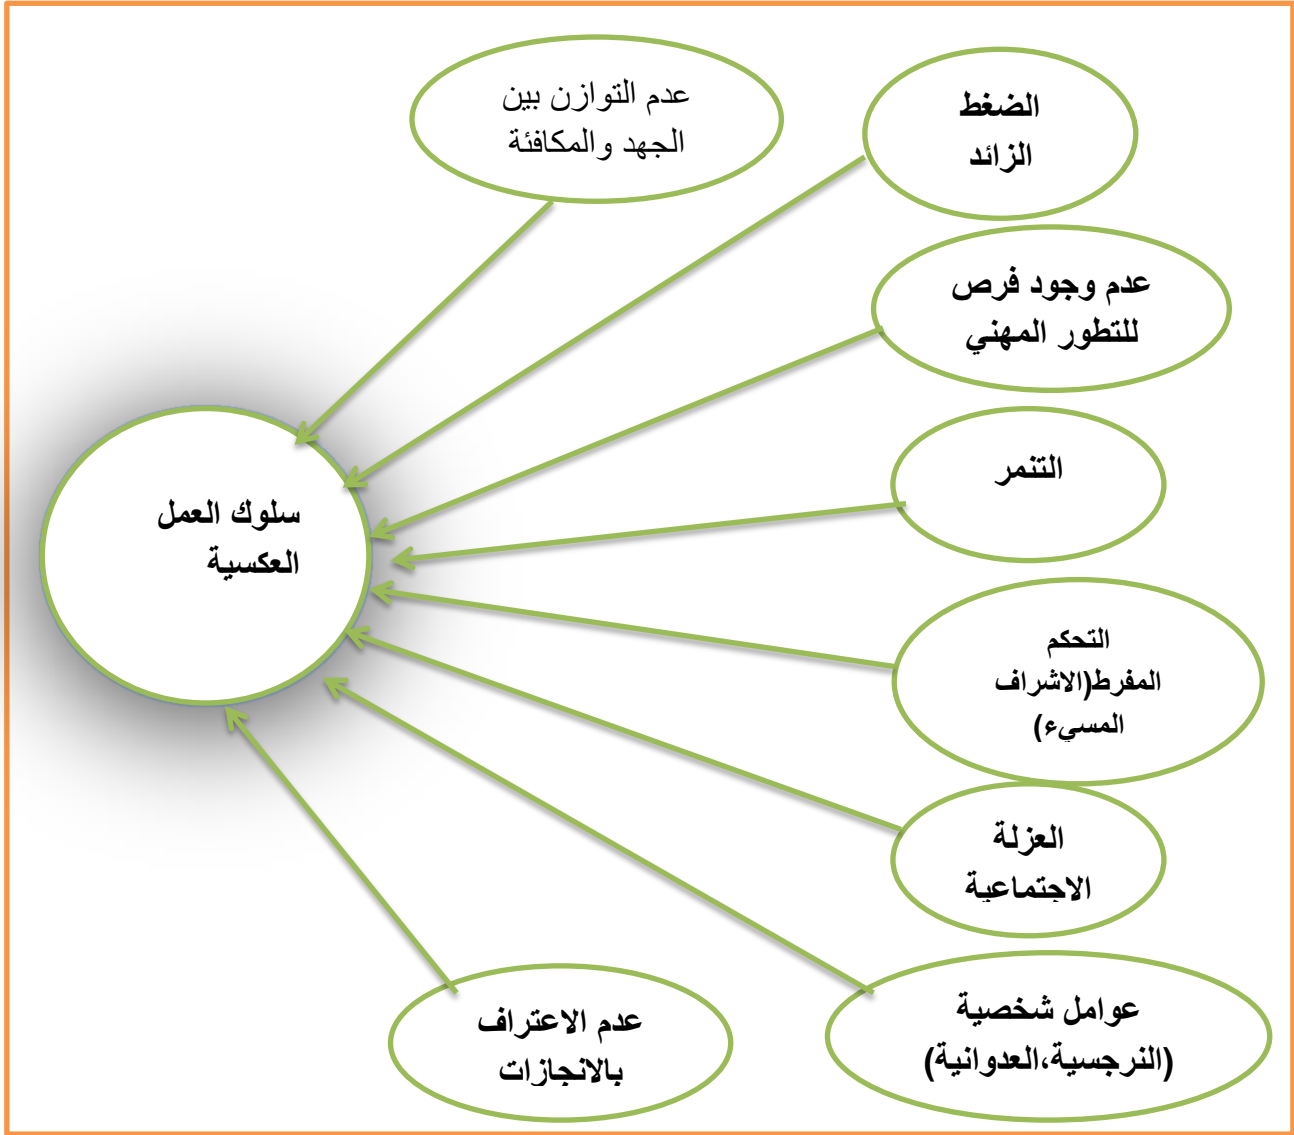 عدم التوازن بين
الجهد والمكافئة
الضغط
الزائد
عدم وجود فرص
للتطور المهني
التنمر
سلوك العمل
العكسية
التحكم
المفرط(الاشراف
المسيء)
العزلة
الاجتماعية
عوامل شخصية
(النرجسية،العدوانية)
عدم الاعتراف
بالانجازات